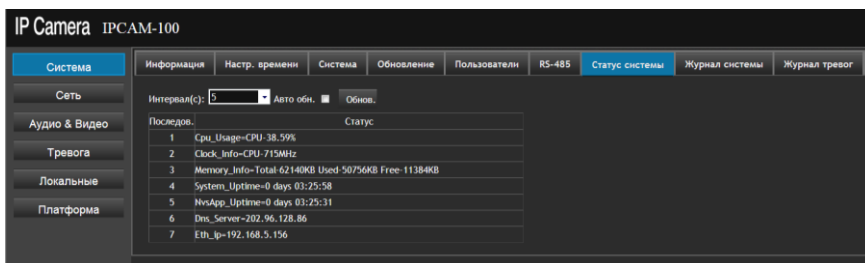 IP Camera IPCAM-100
Система
Сеть
Аудио & Видео
Тревога
Локальные
Платформа
Информация Настр. времени Система Обновление Пользователи RS-485 Статус системы Журнал системы Журнал тревог
Интервал(с): 5 Авто обн. Обнов.
Последов. Статус
1 Cpu_Usage=CPU-38.59%
2 Clock_Info=CPU-715MHz
3 Memory_Info=Total-62140KB Used-50756KB Free-11384KB
4 System_Uptime=0 days 03:25:58
5 NvsApp_Uptime=0 days 03:25:31
6 Dns_Server=202.96.128.86
7 Eth_ip=192.168.5.156